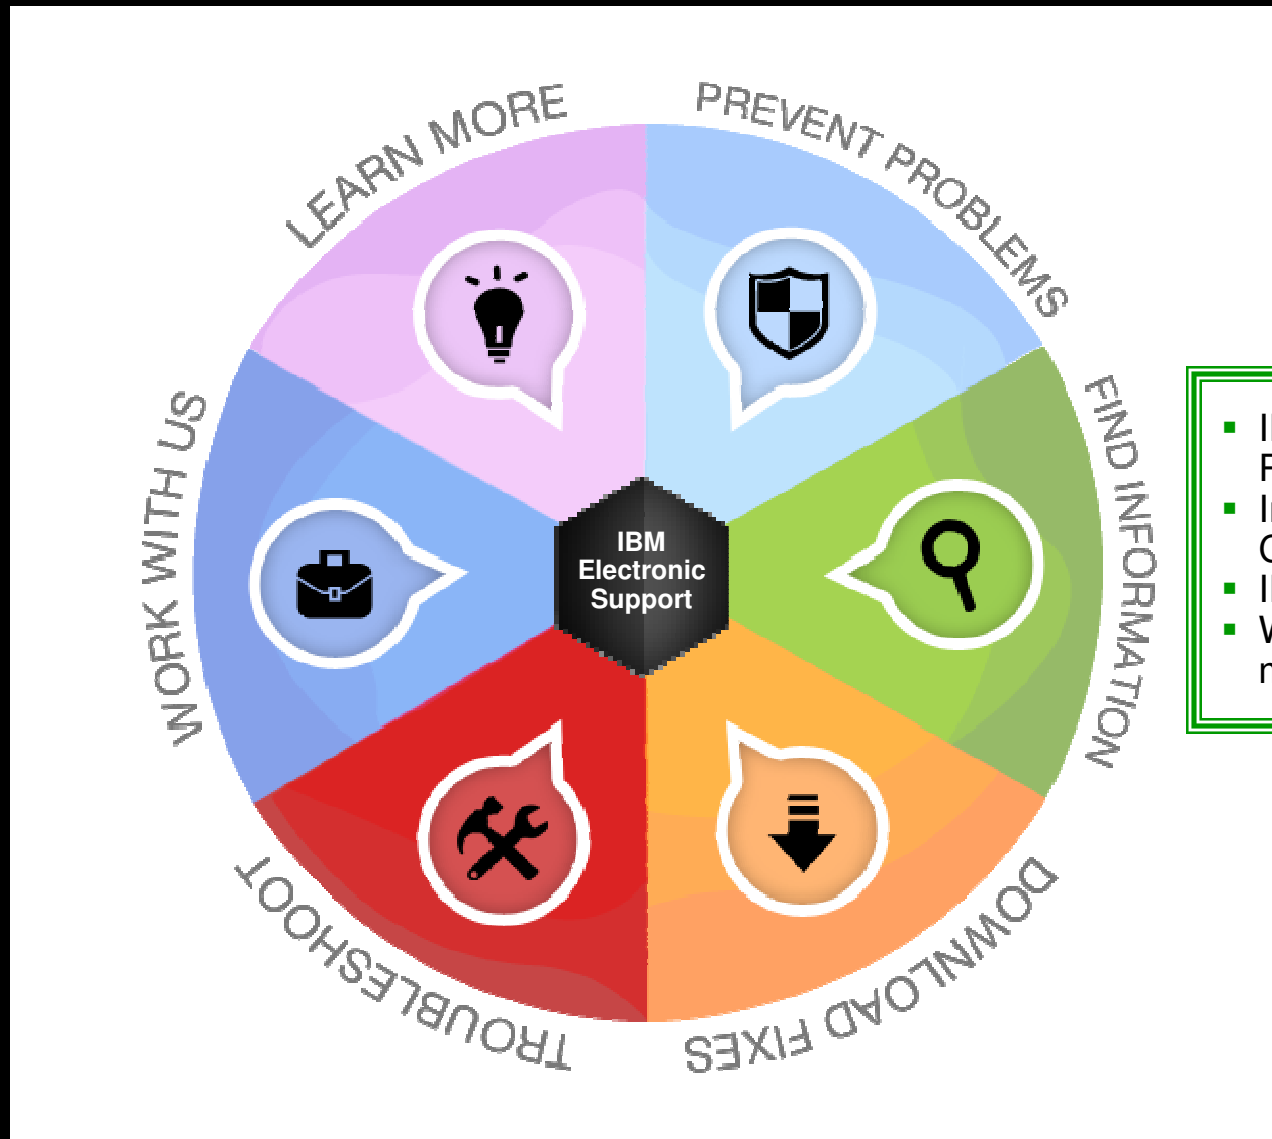 LEARN MORE
PREVENT PROBLEMS
FIND INFORMATION
DOWNLOAD FIXES
TROUBLESHOOT
WORK WITH US
IBM
Electronic
Support